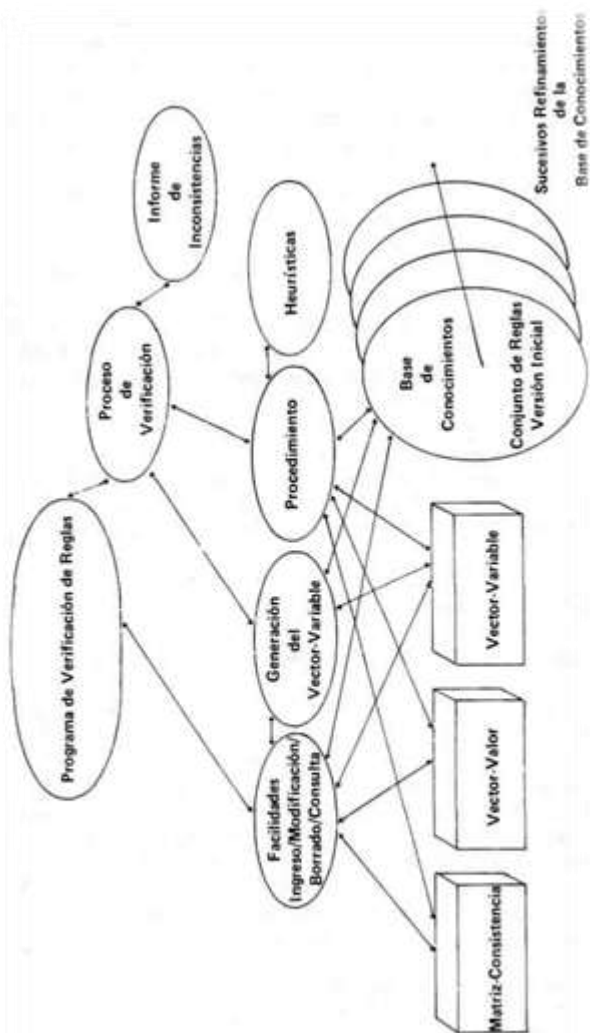 Programa de Verificación de Reglas
Proceso
de
Verificación
Informe
de
Inconsistencias
Facilidades
Ingreso/Modificación/
Borrado/Consulta
Generación
del
Vector-Variable
Procedimiento
Heurísticas
Matriz-Consistencia
Vector-Valor
Vector-Variable
Base
de
Conocimientos
Conjunto de Reglas
Versión Inicial
Sucesivos Refinamientos
de la
Base de Conocimientos